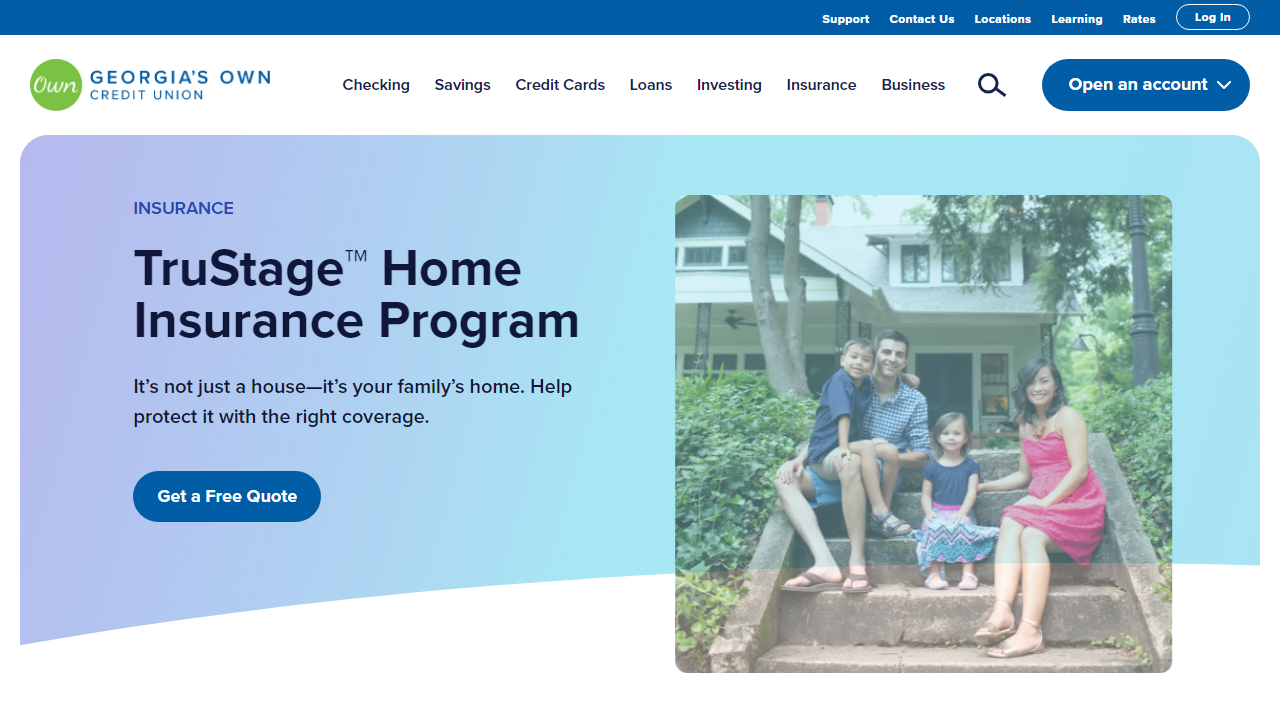 Support Contact Us Locations Learning Rates Log In
Own GEORGIA'S OWN
CREDIT UNION
Checking Savings Credit Cards Loans Investing Insurance Business Open an account
INSURANCE
TruStage™ Home
Insurance Program
It’s not just a house—it’s your family’s home. Help
protect it with the right coverage.
Get a Free Quote